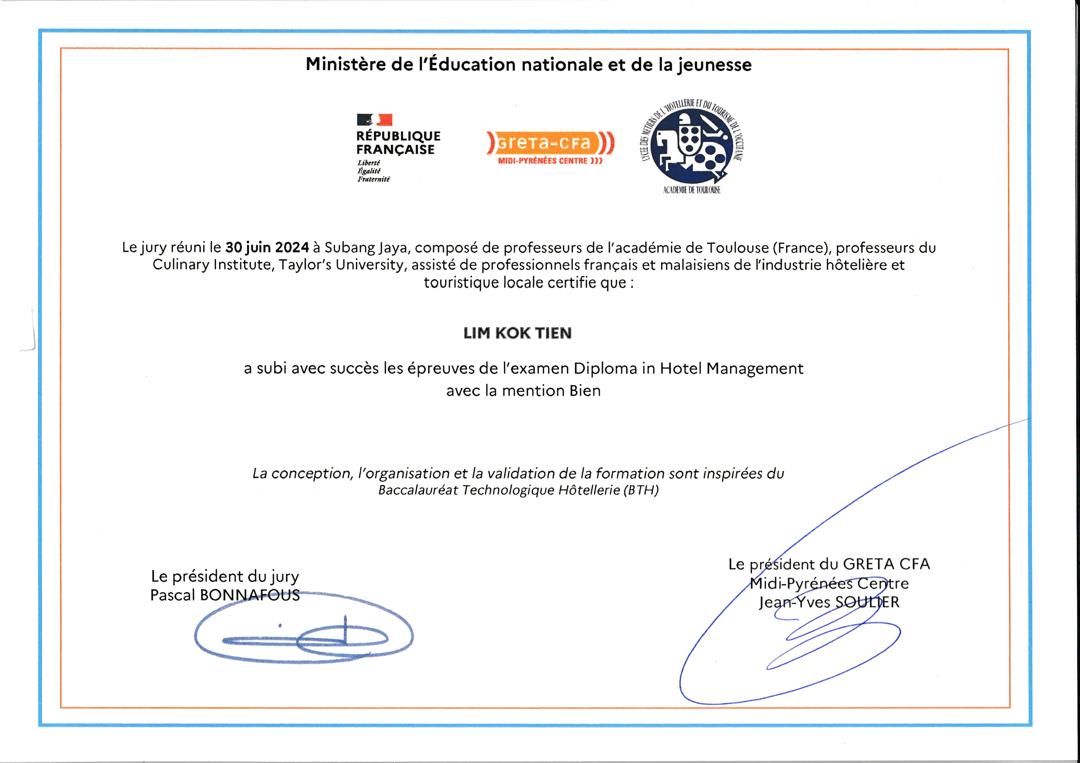 Ministère de l'Éducation nationale et de la jeunesse
RÉPUBLIQUE
FRANÇAISE
Liberté
Égalité
Fraternité
GRETA-CFA
MIDI-PYRÉNÉES CENTRE
LYCÉE DES MÉTIERS DE L'HÔTELLERIE ET DU TOURISME DE L'OCCITANIE
ACADÉMIE DE TOULOUSE
Le jury réuni le 30 juin 2024 à Subang Jaya, composé de professeurs de l'académie de Toulouse (France), professeurs du
Culinary Institute, Taylor's University, assisté de professionnels français et malaisiens de l'industrie hôtelière et
touristique locale certifie que :
LIM KOK TIEN
a subi avec succès les épreuves de l'examen Diploma in Hotel Management
avec la mention Bien
La conception, l'organisation et la validation de la formation sont inspirées du
Baccalauréat Technologique Hôtellerie (BTH)
Le président du jury
Pascal BONNAFOUS
Le président du GRETA CFA
Midi-Pyrénées Centre
Jean-Yves SOULIER